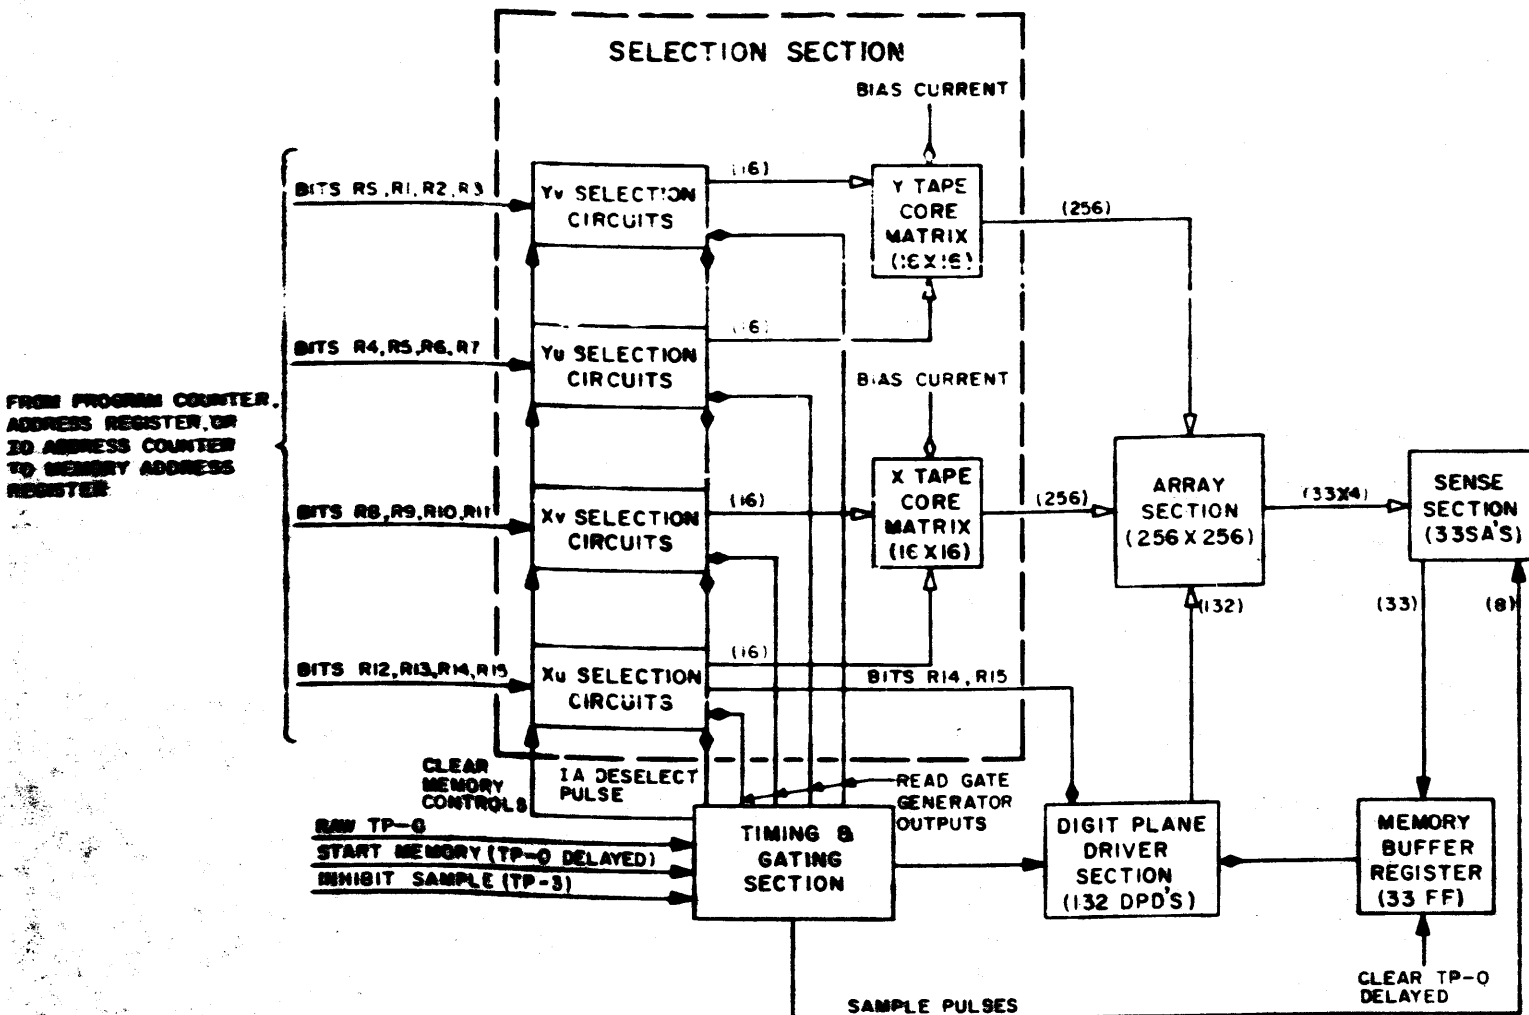 SELECTION SECTION
BIAS CURRENT
BITS RS, R1, R2, R3
Yv SELECTION
CIRCUITS
(16)
Y TAPE
CORE
MATRIX
(16X16)
(256)
BITS R4, R5, R6, R7
Yu SELECTION
CIRCUITS
(16)
BIAS CURRENT
FROM PROGRAM COUNTER,
ADDRESS REGISTER, OR
IO ADDRESS COUNTER
TO MEMORY ADDRESS
REGISTER
BITS R8, R9, R10, R11
Xv SELECTION
CIRCUITS
(16)
X TAPE
CORE
MATRIX
(16X16)
(256)
ARRAY
SECTION
(256 X 256)
(33X4)
SENSE
SECTION
(33SA'S)
(132)
(33)
(8)
BITS R12, R13, R14, R15
Xu SELECTION
CIRCUITS
(16)
BITS R14, R15
CLEAR
MEMORY
CONTROLS
IA DESELECT
PULSE
READ GATE
GENERATOR
OUTPUTS
RAW TP-0
START MEMORY (TP-0 DELAYED)
INHIBIT SAMPLE (TP-3)
TIMING &
GATING
SECTION
DIGIT PLANE
DRIVER
SECTION
(132 DPD'S)
MEMORY
BUFFER
REGISTER
(33 FF)
CLEAR TP-0
DELAYED
SAMPLE PULSES